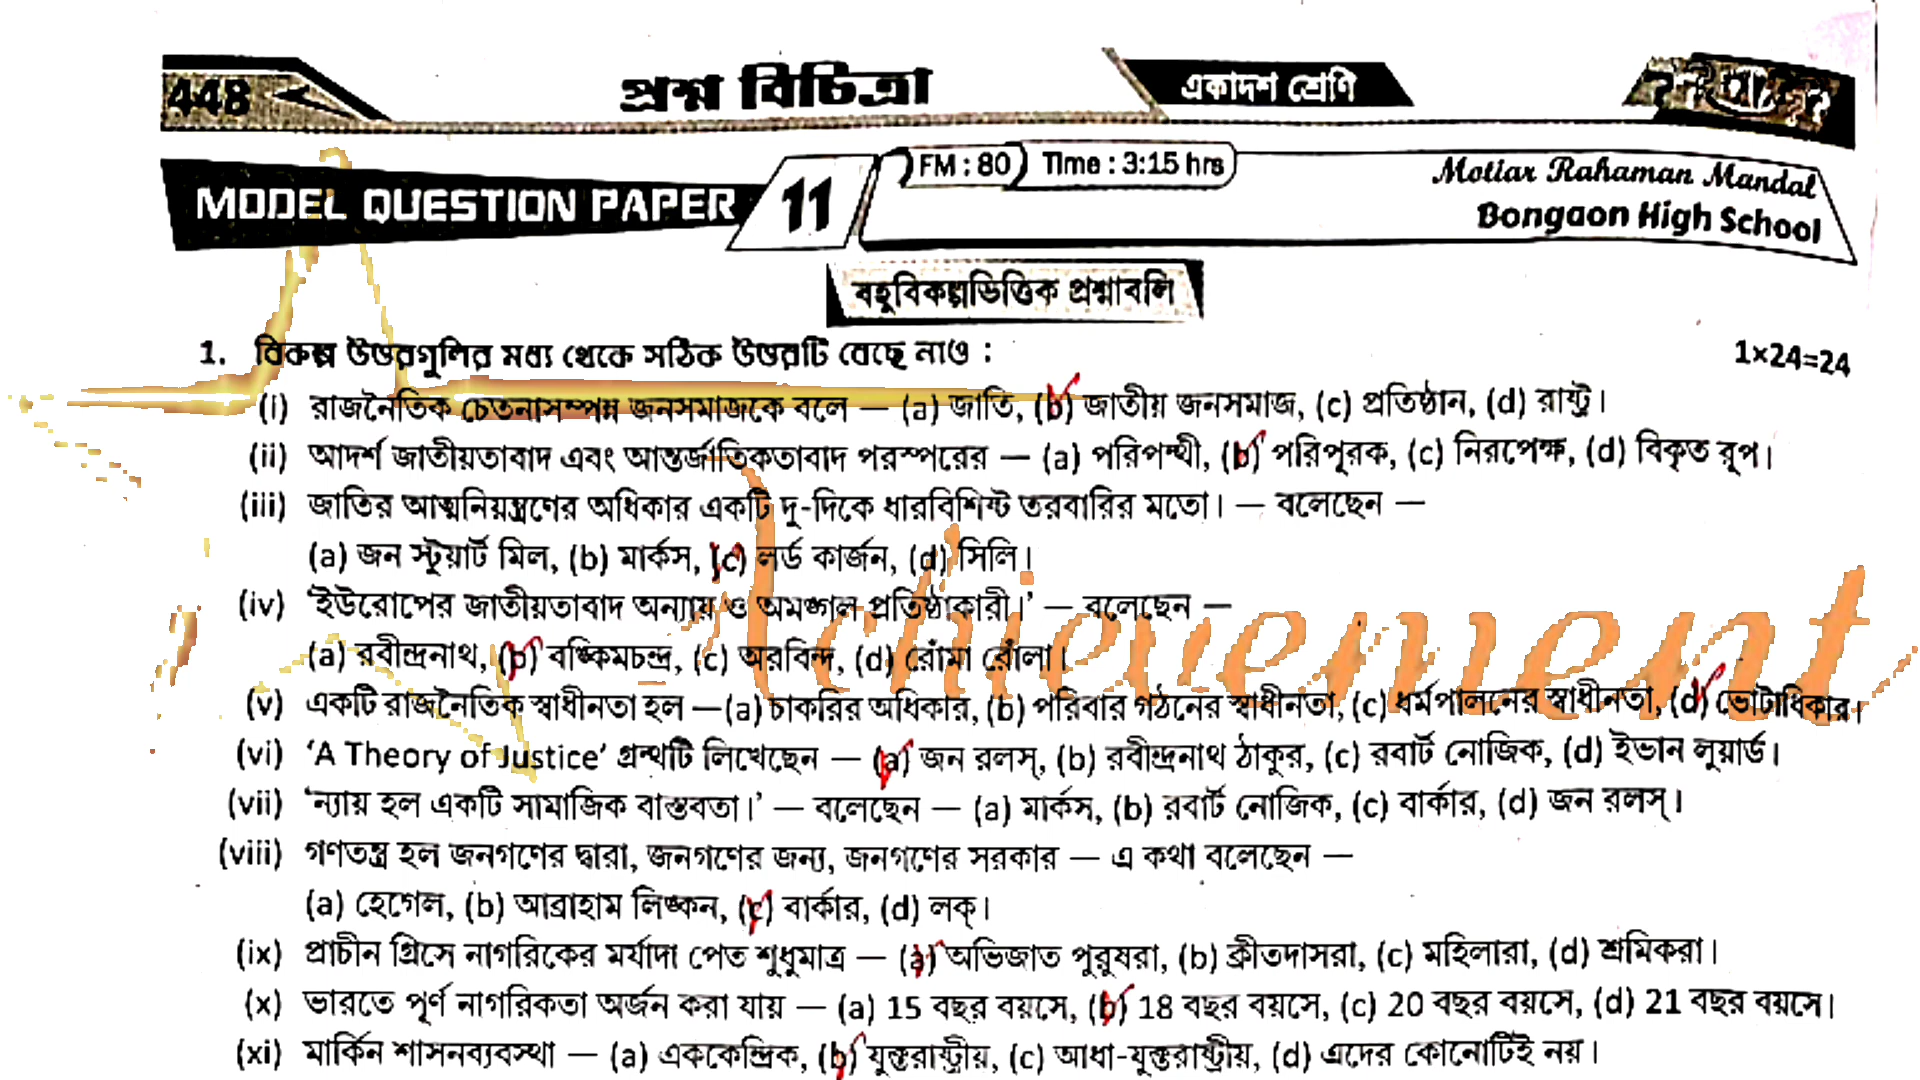 448
প্রশ্ন বিচিত্রা
একাদশ শ্রেণি
MODEL QUESTION PAPER 11
FM : 80 Time : 3:15 hrs
Motiar Rahaman Mandal
Bongaon High School
বহুবিকল্পভিত্তিক প্রশ্নাবলি
1. বিকল্প উত্তরগুলির মধ্য থেকে সঠিক উত্তরটি বেছে নাও : 1×24=24
(i) রাজনৈতিক চেতনাসম্পন্ন জনসমাজকে বলে — (a) জাতি, (b) জাতীয় জনসমাজ, (c) প্রতিষ্ঠান, (d) রাষ্ট্র।
(ii) আদর্শ জাতীয়তাবাদ এবং আন্তর্জাতিকতাবাদ পরস্পরের — (a) পরিপন্থী, (b) পরিপূরক, (c) নিরপেক্ষ, (d) বিকৃত রূপ।
(iii) জাতির আত্মনিয়ন্ত্রণের অধিকার একটি দু-দিকে ধারবিশিষ্ট তরবারির মতো। — বলেছেন —
(a) জন স্টুয়ার্ট মিল, (b) মার্কস, (c) লর্ড কার্জন, (d) সিলি।
(iv) 'ইউরোপের জাতীয়তাবাদ অন্যায় ও অমঙ্গল প্রতিষ্ঠাকারী।' — বলেছেন —
(a) রবীন্দ্রনাথ, (b) বঙ্কিমচন্দ্র, (c) অরবিন্দ, (d) রোঁমা রোঁলা।
(v) একটি রাজনৈতিক স্বাধীনতা হল —(a) চাকরির অধিকার, (b) পরিবার গঠনের স্বাধীনতা, (c) ধর্মপালনের স্বাধীনতা, (d) ভোটাধিকার।
(vi) 'A Theory of Justice' গ্রন্থটি লিখেছেন — (a) জন রলস্, (b) রবীন্দ্রনাথ ঠাকুর, (c) রবার্ট নোজিক, (d) ইভান লুয়ার্ড।
(vii) 'ন্যায় হল একটি সামাজিক বাস্তবতা।' — বলেছেন — (a) মার্কস, (b) রবার্ট নোজিক, (c) বার্কার, (d) জন রলস্।
(viii) গণতন্ত্র হল জনগণের দ্বারা, জনগণের জন্য, জনগণের সরকার — এ কথা বলেছেন —
(a) হেগেল, (b) আব্রাহাম লিঙ্কন, (c) বার্কার, (d) লক্।
(ix) প্রাচীন গ্রিসে নাগরিকের মর্যাদা পেত শুধুমাত্র — (a) অভিজাত পুরুষরা, (b) ক্রীতদাসরা, (c) মহিলারা, (d) শ্রমিকরা।
(x) ভারতে পূর্ণ নাগরিকতা অর্জন করা যায় — (a) 15 বছর বয়সে, (b) 18 বছর বয়সে, (c) 20 বছর বয়সে, (d) 21 বছর বয়সে।
(xi) মার্কিন শাসনব্যবস্থা — (a) এককেন্দ্রিক, (b) যুক্তরাষ্ট্রীয়, (c) আধা-যুক্তরাষ্ট্রীয়, (d) এদের কোনোটিই নয়।
Achievement